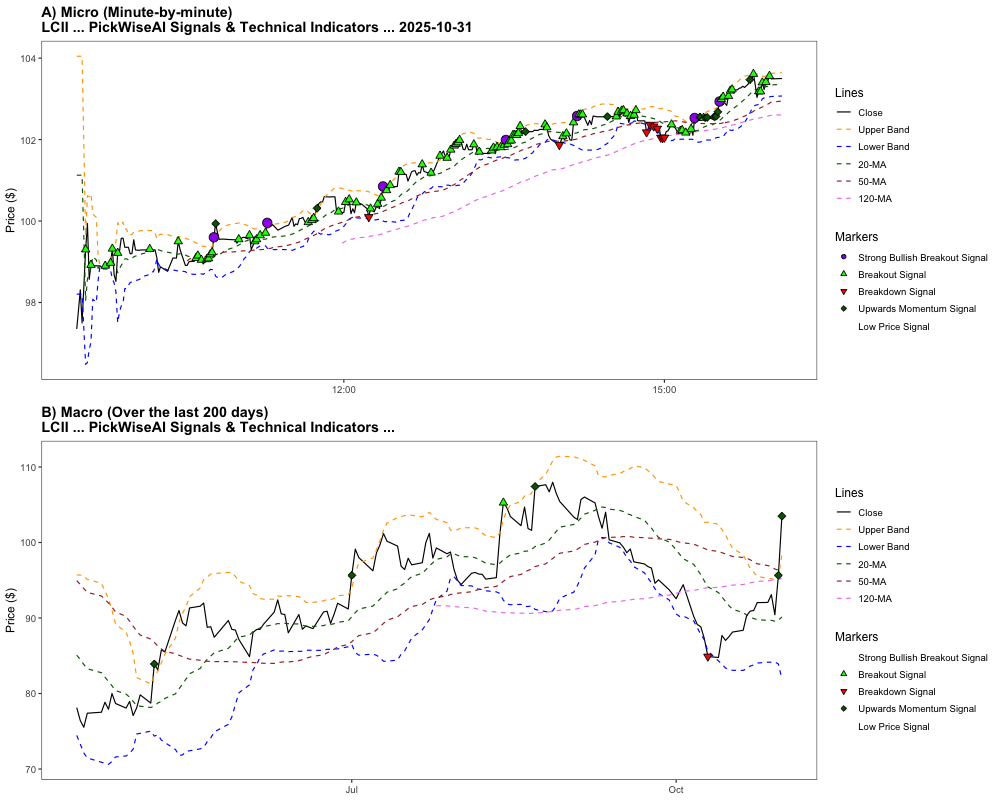 A) Micro (Minute-by-minute)
LCII ... PickWiseAI Signals & Technical Indicators ... 2025-10-31
104
102
100
98
Price ($)
12:00
15:00
Lines
Close
Upper Band
Lower Band
20-MA
50-MA
120-MA
Markers
Strong Bullish Breakout Signal
Breakout Signal
Breakdown Signal
Upwards Momentum Signal
Low Price Signal
B) Macro (Over the last 200 days)
LCII ... PickWiseAI Signals & Technical Indicators ...
110
100
90
80
70
Price ($)
Jul
Oct
Lines
Close
Upper Band
Lower Band
20-MA
50-MA
120-MA
Markers
Strong Bullish Breakout Signal
Breakout Signal
Breakdown Signal
Upwards Momentum Signal
Low Price Signal